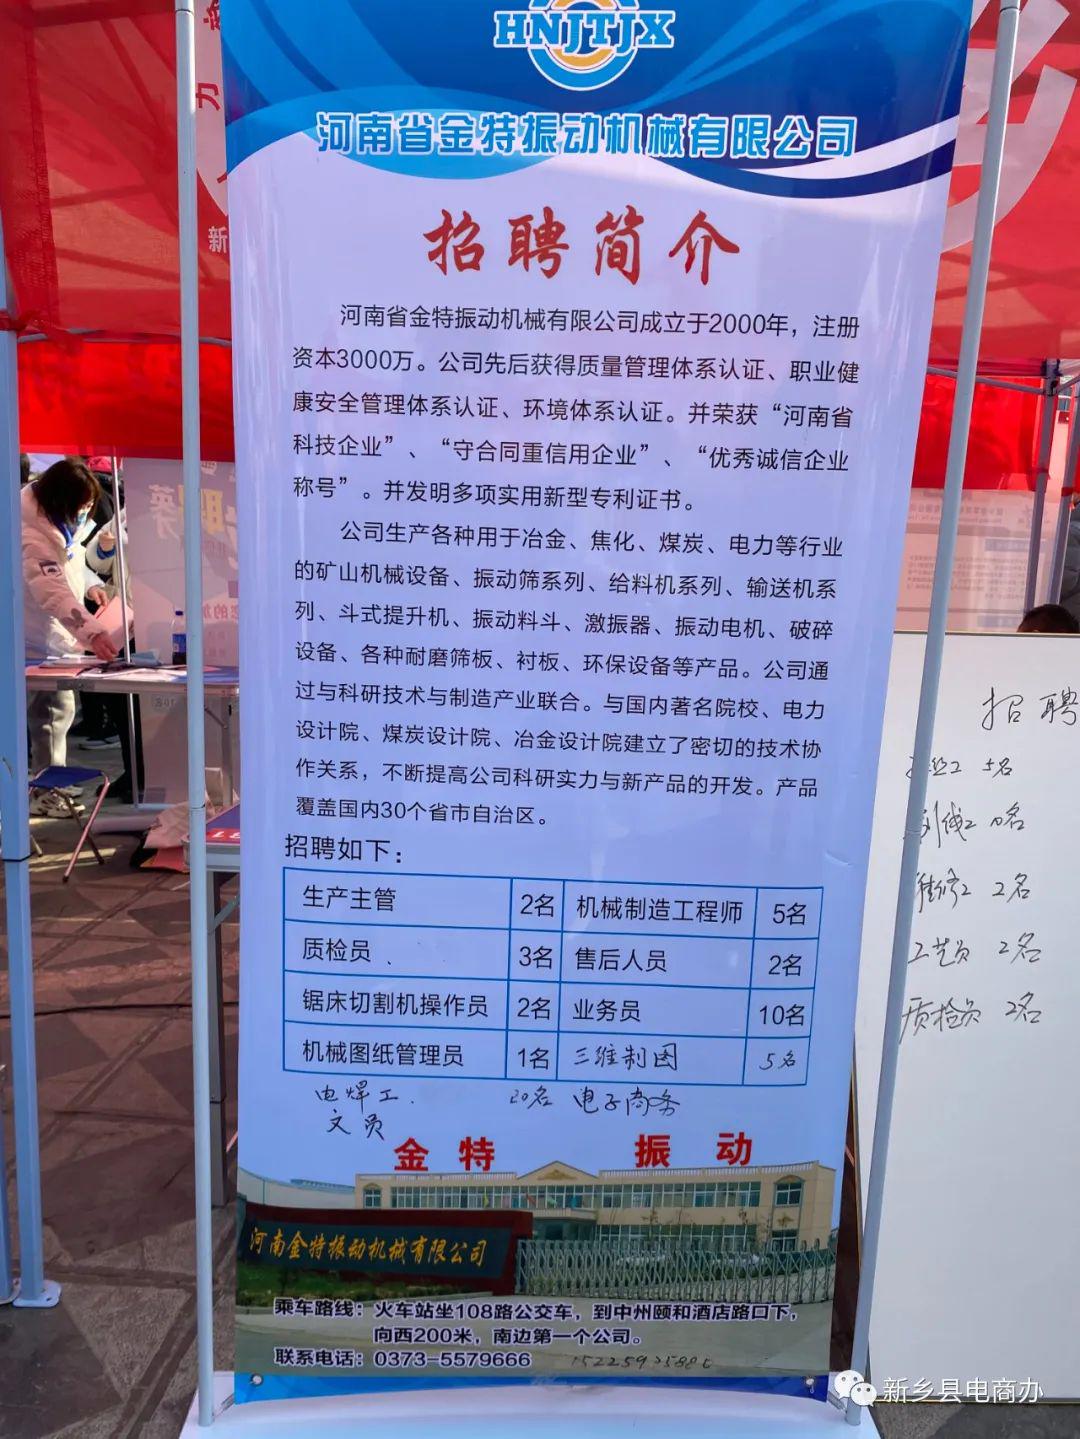 HNJTJX
河南省金特振动机械有限公司
招聘简介
河南省金特振动机械有限公司成立于2000年，注册
资本3000万。公司先后获得质量管理体系认证、职业健
康安全管理体系认证、环境体系认证。并荣获“河南省
科技企业”、“守合同重信用企业”、“优秀诚信企业
称号”。并发明多项实用新型专利证书。
公司生产各种用于冶金、焦化、煤炭、电力等行业
的矿山机械设备、振动筛系列、给料机系列、输送机系
列、斗式提升机、振动料斗、激振器、振动电机、破碎
设备、各种耐磨筛板、衬板、环保设备等产品。公司通
过与科研技术与制造产业联合。与国内著名院校、电力
设计院、煤炭设计院、冶金设计院建立了密切的技术协
作关系，不断提高公司科研实力与新产品的开发。产品
覆盖国内30个省市自治区。
招聘如下：
生产主管 2名 机械制造工程师 5名
质检员 3名 售后人员 2名
锯床切割机操作员 2名 业务员 10名
机械图纸管理员 1名 三维制图 5名
电焊工 20名 电子商务
文员
金特 振动
河南金特振动机械有限公司
乘车路线：火车站坐108路公交车，到中州颐和酒店路口下，
向西200米，南边第一个公司。
联系电话：0373-5579666
招聘
5名
2名
工艺员 2名
质检员 2名
新乡县电商办